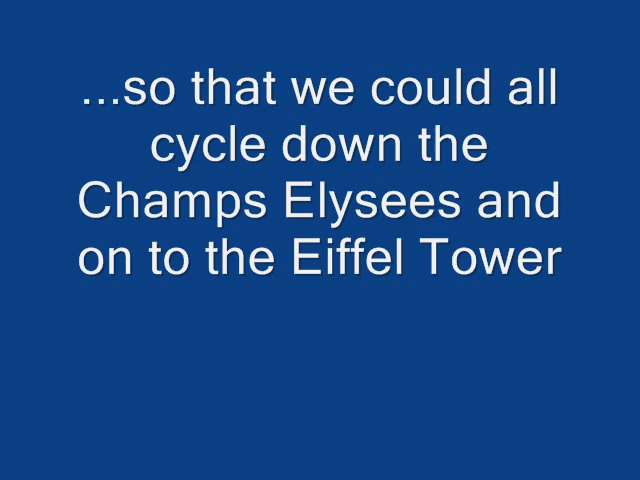 ...so that we could all
cycle down the
Champs Elysees and
on to the Eiffel Tower